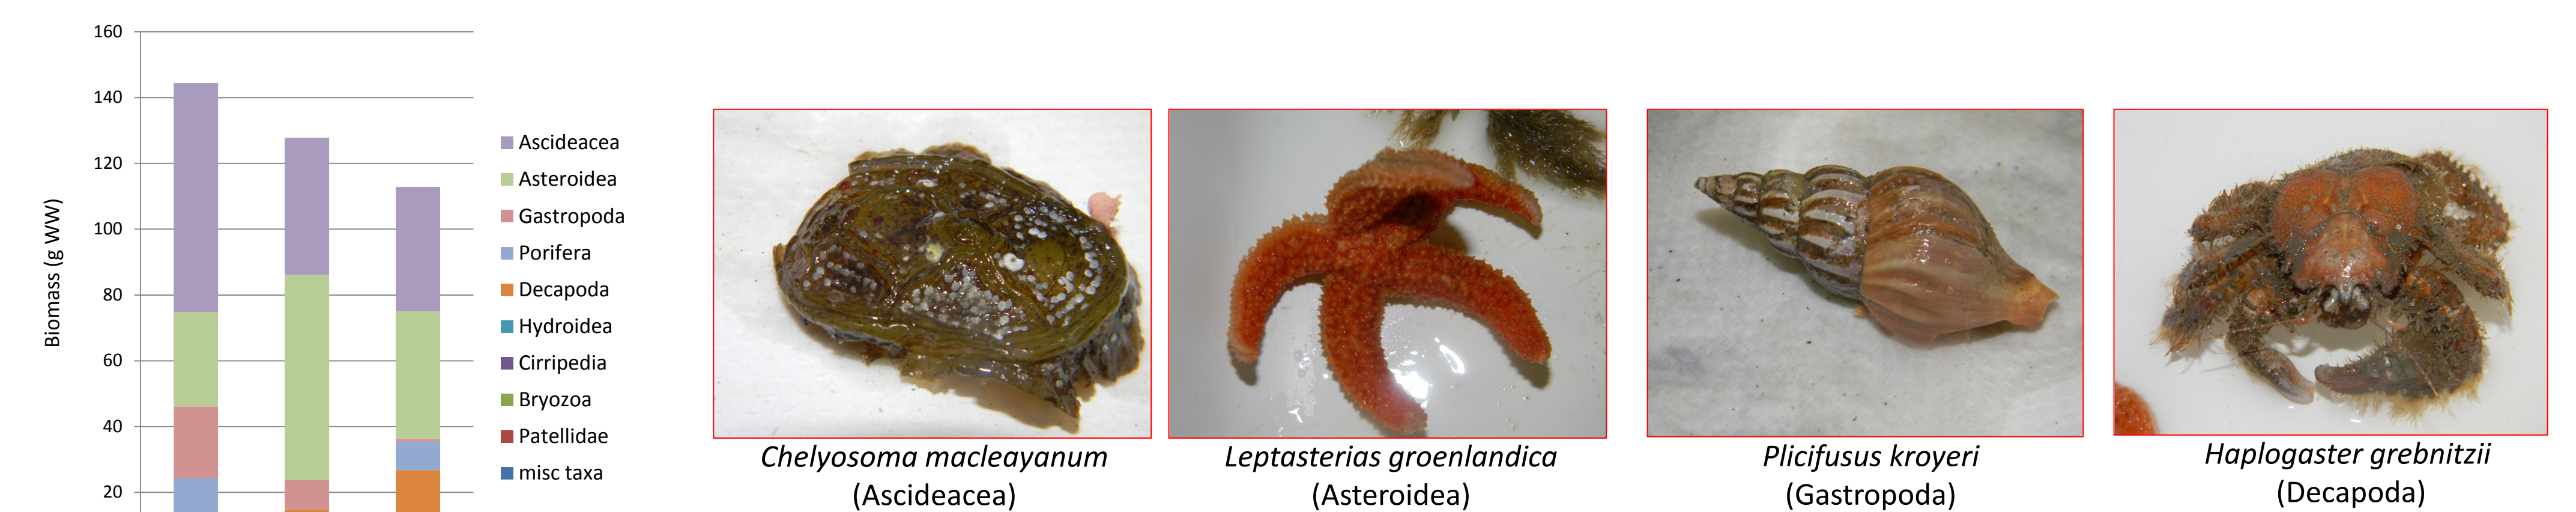 160
140
120
100
80
60
40
20
Biomass (g WW)
Ascideacea
Asteroidea
Gastropoda
Porifera
Decapoda
Hydroidea
Cirripedia
Bryozoa
Patellidae
misc taxa
Chelyosoma macleayanum
(Ascideacea)
Leptasterias groenlandica
(Asteroidea)
Plicifusus kroyeri
(Gastropoda)
Haplogaster grebnitzii
(Decapoda)